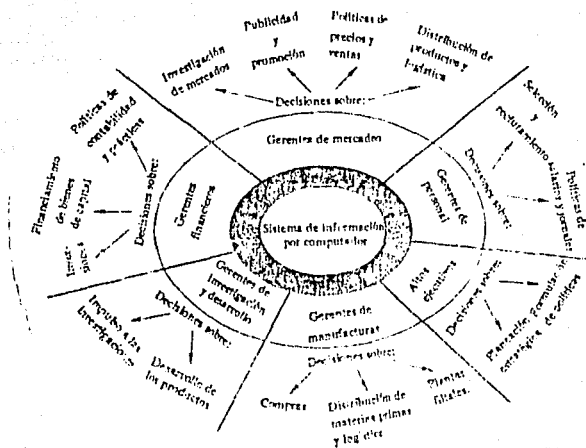 Investigación
de mercados
Publicidad
y
promoción
Políticas de
precios y
ventas
Distribución de
productos y
logística
Decisiones sobre:
Gerentes de mercadeo
Selección
y
reclutamiento
Políticas de
salarios y jornales
Decisiones sobre:
Gerentes de
personal
Altos
ejecutivos
Decisiones sobre:
Planeación
estratégica
Formulación
de políticas
Gerentes de
manufacturas
Decisiones sobre:
Compras
Distribución de
materias primas
y logística
Plantas
filiales
Gerentes de
investigación
y desarrollo
Decisiones sobre:
Impulso a las
investigaciones
Desarrollo de
los productos
Gerentes
financieros
Decisiones sobre:
Políticas de
contabilidad
y
Financiamiento
de bienes
de capital
Sistema de información
por computador